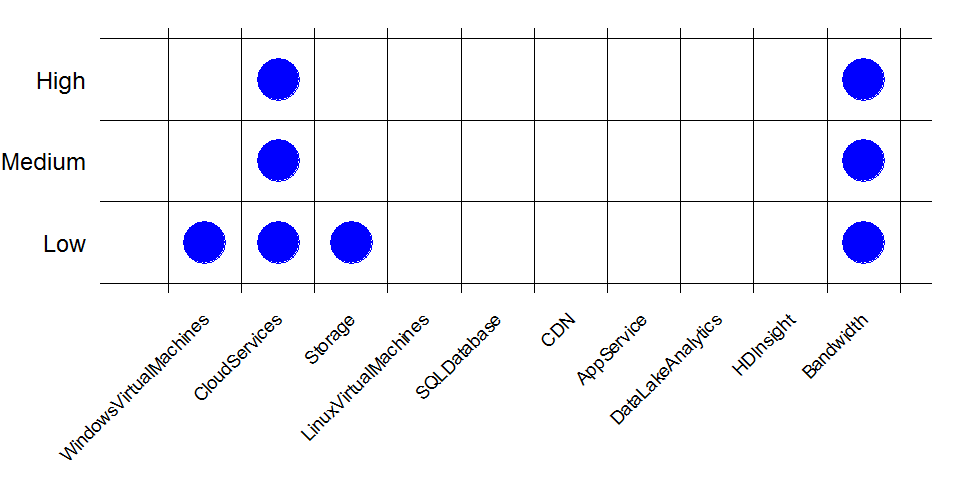 High
Medium
Low
WindowsVirtualMachines
CloudServices
Storage
LinuxVirtualMachines
SQLDatabase
CDN
AppService
DataLakeAnalytics
HDInsight
Bandwidth